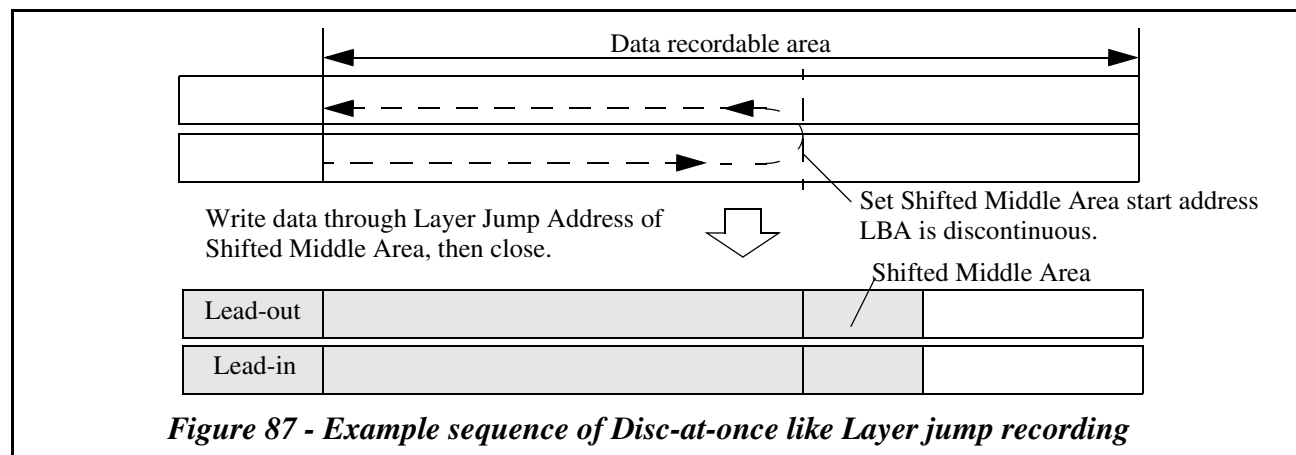 Data recordable area
Set Shifted Middle Area start address
LBA is discontinuous.
Write data through Layer Jump Address of
Shifted Middle Area, then close.
Shifted Middle Area
Lead-out
Lead-in
Figure 87 - Example sequence of Disc-at-once like Layer jump recording